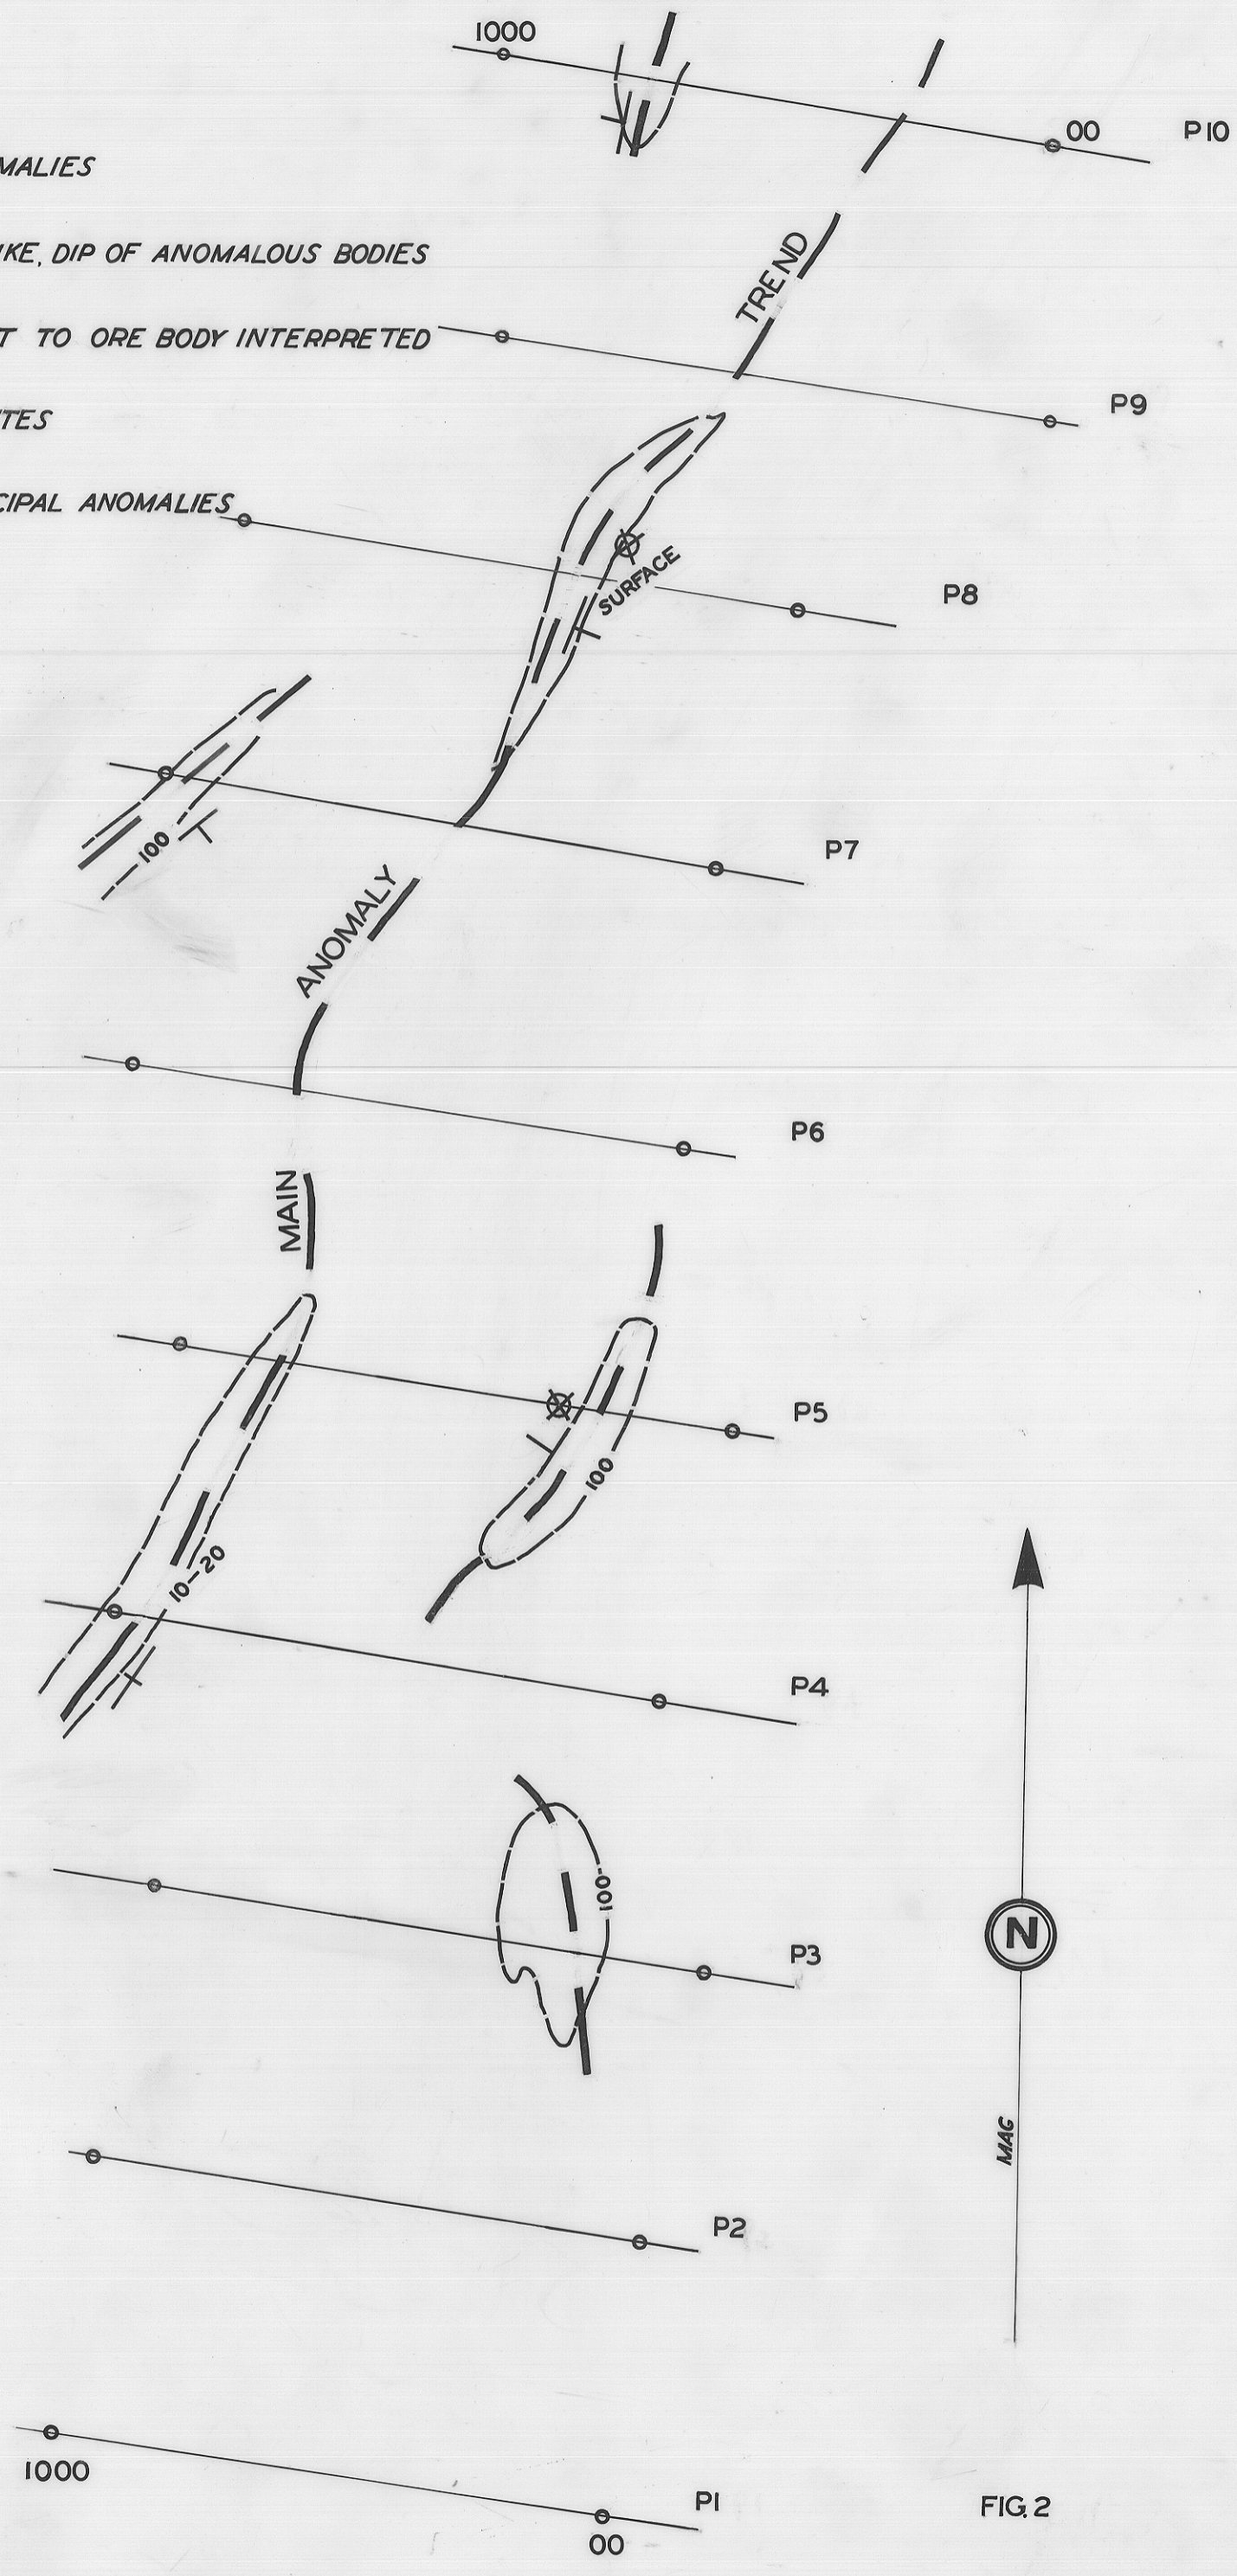 1000
00
P10
MALIES
IKE, DIP OF ANOMALOUS BODIES
TREND
T TO ORE BODY INTERPRETED
P9
TES
CIPAL ANOMALIES
SURFACE
P8
100
P7
ANOMALY
P6
MAIN
P5
100
10-20
P4
100-
P3
N
MAG
P2
1000
P1
00
FIG. 2